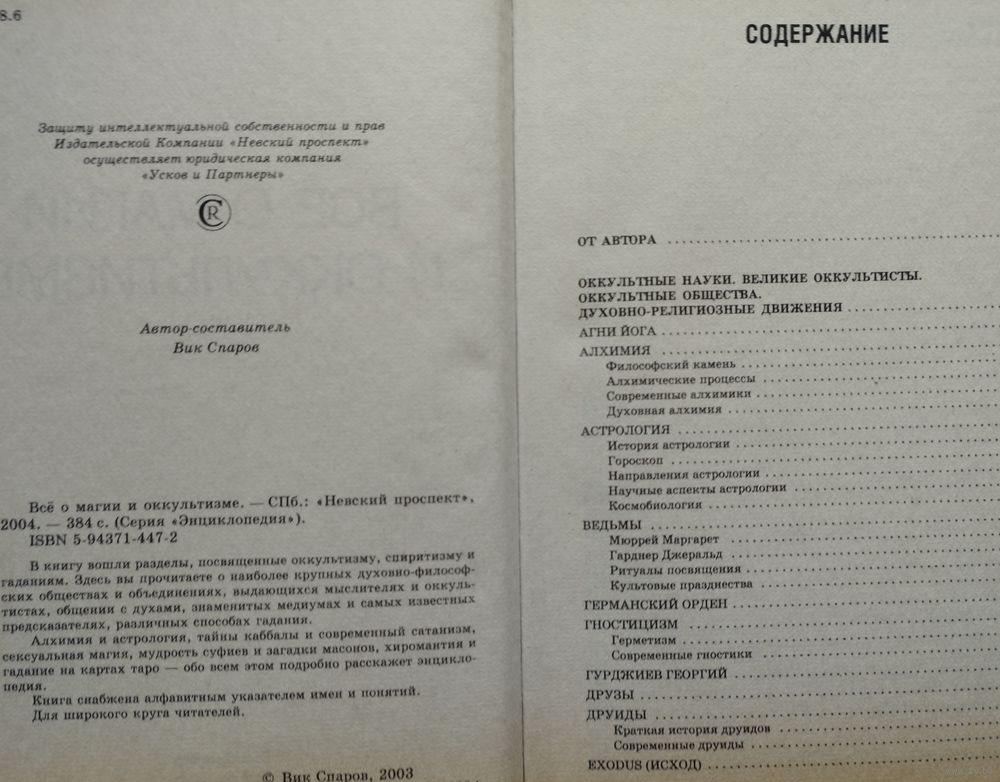 8.6
Защиту интеллектуальной собственности и прав
Издательской Компании «Невский проспект»
осуществляет юридическая компания
«Усков и Партнеры»
CR
Автор-составитель
Вик Спаров
Всё о магии и оккультизме. — СПб.: «Невский проспект»,
2004. — 384 с. (Серия «Энциклопедия»).
ISBN 5-94371-447-2
В книгу вошли разделы, посвященные оккультизму, спиритизму и
гаданиям. Здесь вы прочитаете о наиболее крупных духовно-философ-
ских обществах и объединениях, выдающихся мыслителях и оккуль-
тистах, общении с духами, знаменитых медиумах и самых известных
предсказателях, различных способах гадания.
Алхимия и астрология, тайны каббалы и современный сатанизм,
сексуальная магия, мудрость суфиев и загадки масонов, хиромантия и
гадание на картах таро — обо всем этом подробно расскажет энцикло-
педия.
Книга снабжена алфавитным указателем имен и понятий.
Для широкого круга читателей.
© Вик Спаров, 2003
СОДЕРЖАНИЕ
ОТ АВТОРА
ОККУЛЬТНЫЕ НАУКИ. ВЕЛИКИЕ ОККУЛЬТИСТЫ.
ОККУЛЬТНЫЕ ОБЩЕСТВА.
ДУХОВНО-РЕЛИГИОЗНЫЕ ДВИЖЕНИЯ
АГНИ ЙОГА
АЛХИМИЯ
Философский камень
Алхимические процессы
Современные алхимики
Духовная алхимия
АСТРОЛОГИЯ
История астрологии
Гороскоп
Направления астрологии
Научные аспекты астрологии
Космобиология
ВЕДЬМЫ
Мюррей Маргарет
Гарднер Джеральд
Ритуалы посвящения
Культовые празднества
ГЕРМАНСКИЙ ОРДЕН
ГНОСТИЦИЗМ
Герметизм
Современные гностики
ГУРДЖИЕВ ГЕОРГИЙ
ДРУЗЫ
ДРУИДЫ
Краткая история друидов
Современные друиды
EXODUS (ИСХОД)